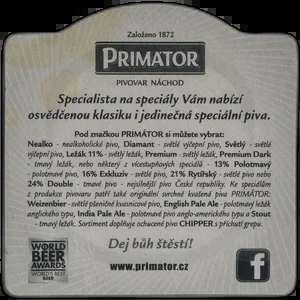 Založeno 1872
PRIMÁTOR
PIVOVAR NÁCHOD
Specialista na speciály Vám nabízí
osvědčenou klasiku i jedinečná speciální piva.
Pod značkou PRIMÁTOR si můžete vybrat:
Nealko - nealkoholické pivo, Diamant - světlé výčepní pivo, Světlý - světlé
výčepní pivo, Ležák 11% - světlý ležák, Premium - světlý ležák, Premium Dark
- tmavý ležák, nebo některý z vícestupňových speciálů - 13% Polotmavý
- polotmavé pivo, 16% Exkluziv - světlé pivo, 21% Rytířský - světlé pivo nebo
24% Double - tmavé pivo - nejsilnější pivo České republiky. Ke speciálům
z produkce pivovaru patří také originální svrchně kvašená piva PRIMÁTOR:
Weizenbier - světlé pšeničné kvasnicové pivo, English Pale Ale - polotmavý ležák
anglického typu, India Pale Ale - polotmavé pivo anglo-amerického typu a Stout
- tmavý ležák. Sortiment doplňuje ochucené pivo CHIPPER s příchutí grepu.
Dej bůh štěstí!
WORLD
BEER
AWARDS
WORLD'S BEST
BEER
www.primator.cz
f